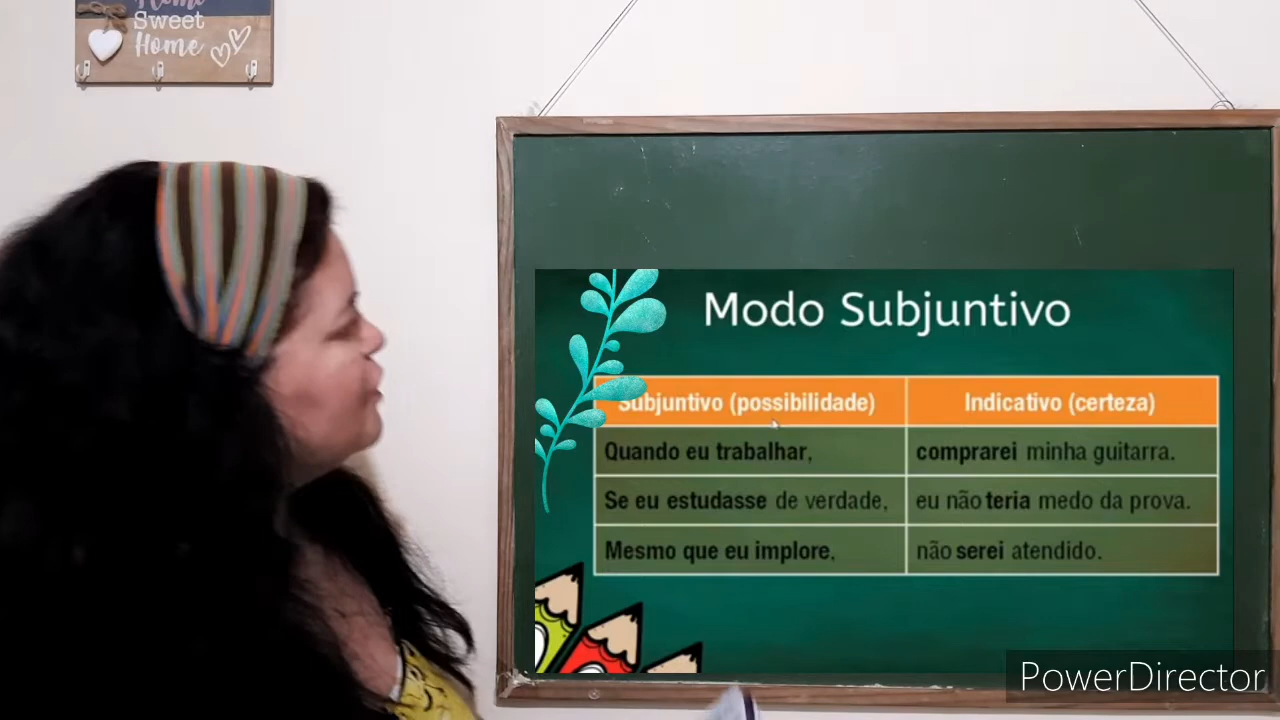 Home
Sweet
Home
Modo Subjuntivo
Subjuntivo (possibilidade) Indicativo (certeza)
Quando eu trabalhar, comprarei minha guitarra.
Se eu estudasse de verdade, eu não teria medo da prova.
Mesmo que eu implore, não serei atendido.
PowerDirector